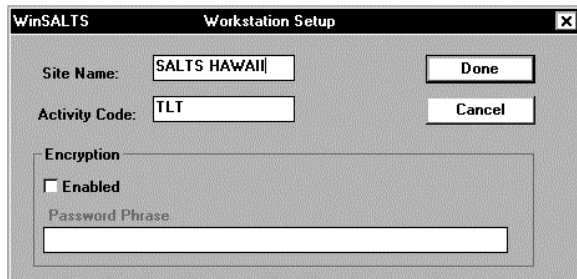 WinSALTS Workstation Setup
Site Name: SALTS HAWAII Done
Activity Code: TLT Cancel
Encryption
Enabled
Password Phrase